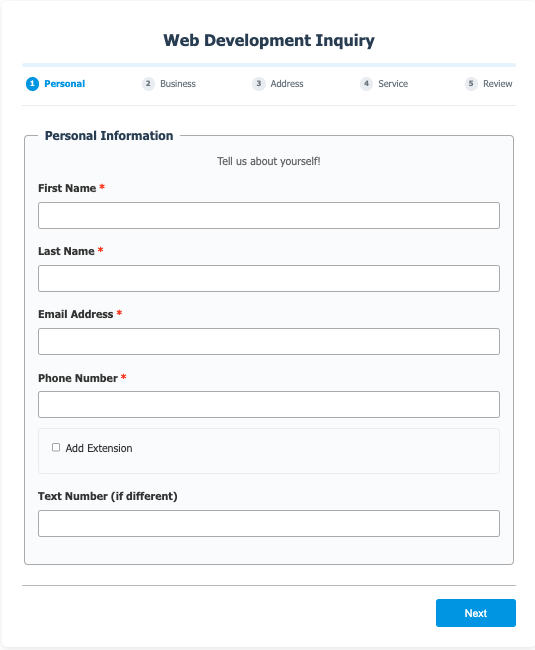 Web Development Inquiry
1 Personal 2 Business 3 Address 4 Service 5 Review
Personal Information
Tell us about yourself!
First Name *
Last Name *
Email Address *
Phone Number *
Add Extension
Text Number (if different)
Next